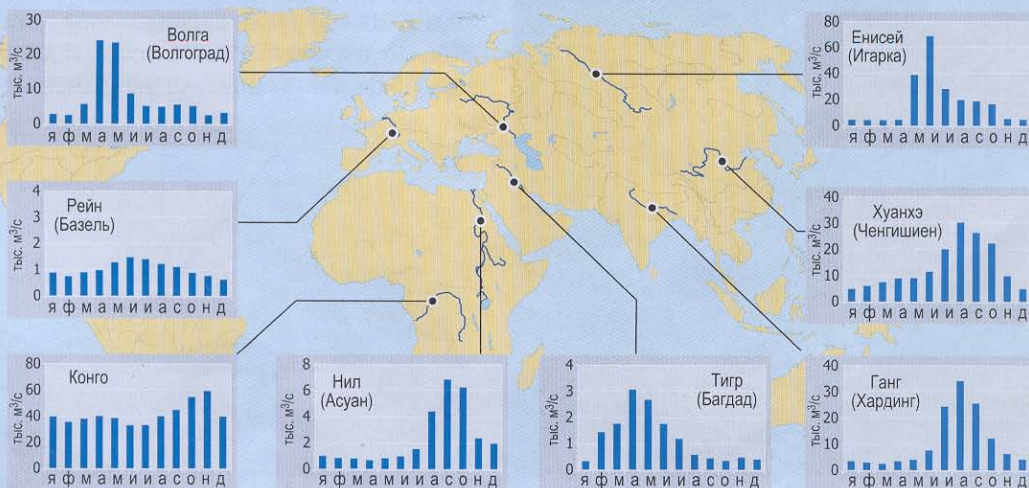 тыс. м³/с
30
20
10
0
Волга
(Волгоград)
я ф м а м и и а с о н д
тыс. м³/с
80
60
40
20
0
Енисей
(Игарка)
я ф м а м и и а с о н д
тыс. м³/с
4
3
2
1
0
Рейн
(Базель)
я ф м а м и и а с о н д
тыс. м³/с
40
30
20
10
0
Хуанхэ
(Ченгишиен)
я ф м а м и и а с о н д
тыс. м³/с
80
60
40
20
0
Конго
я ф м а м и и а с о н д
тыс. м³/с
8
6
4
2
0
Нил
(Асуан)
я ф м а м и и а с о н д
тыс. м³/с
4
3
2
1
0
Тигр
(Багдад)
я ф м а м и и а с о н д
тыс. м³/с
40
30
20
10
0
Ганг
(Хардинг)
я ф м а м и и а с о н д